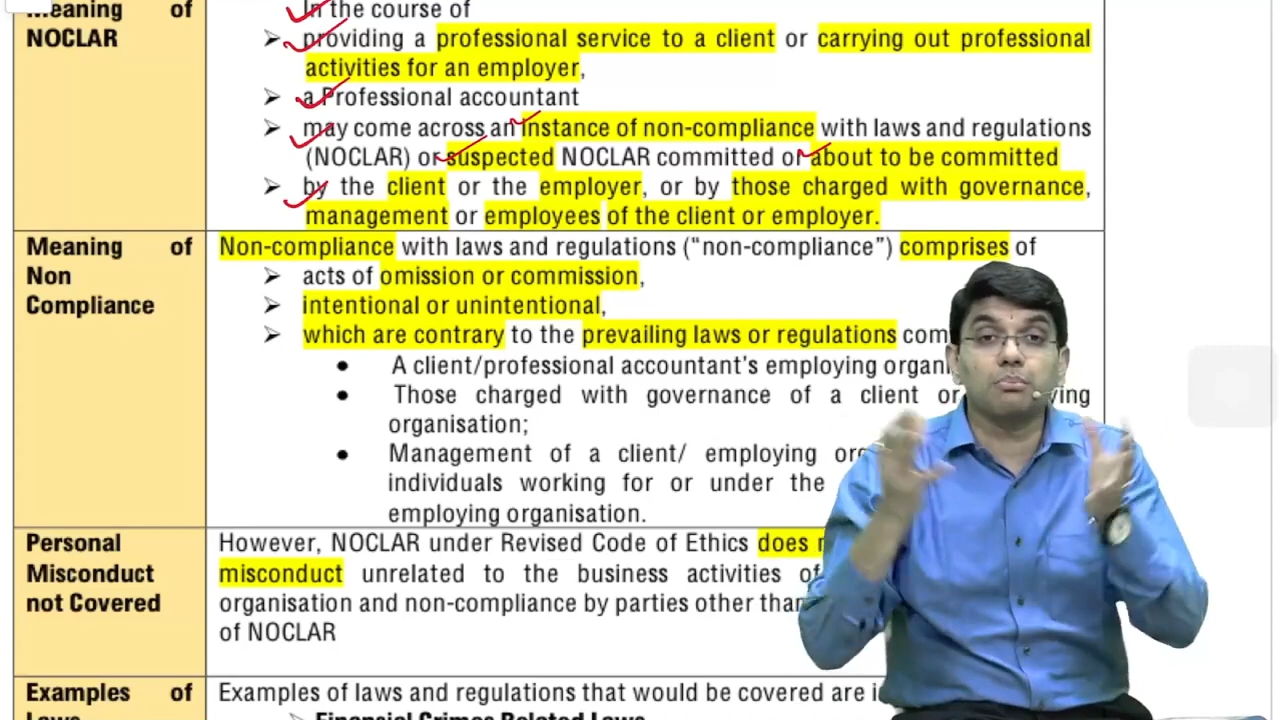 Meaning of
NOCLAR
In the course of
providing a professional service to a client or carrying out professional
activities for an employer,
a Professional accountant
may come across an instance of non-compliance with laws and regulations
(NOCLAR) or suspected NOCLAR committed or about to be committed
by the client or the employer, or by those charged with governance,
management or employees of the client or employer.
Meaning of
Non
Compliance
Non-compliance with laws and regulations (“non-compliance”) comprises of
acts of omission or commission,
intentional or unintentional,
which are contrary to the prevailing laws or regulations
A client/professional accountant’s employing
Those charged with governance of a client or
organisation;
Management of a client/ employing
individuals working for or under the
employing organisation.
Personal
Misconduct
not Covered
However, NOCLAR under Revised Code of Ethics does
misconduct unrelated to the business activities of
organisation and non-compliance by parties other than
of NOCLAR
Examples of
Laws
Examples of laws and regulations that would be covered are
Financial Crimes Related Laws